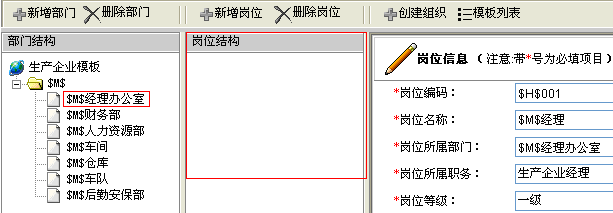 新增部门 删除部门 新增岗位 删除岗位 创建组织 模板列表
部门结构
生产企业模板
$M$
$M$经理办公室
$M$财务部
$M$人力资源部
$M$车间
$M$仓库
$M$车队
$M$后勤安保部
岗位结构
岗位信息 （注意:带*号为必填项目）
*岗位编码： $H$001
*岗位名称： $M$经理
*岗位所属部门： $M$经理办公室
*岗位所属职务： 生产企业经理
*岗位等级： 一级